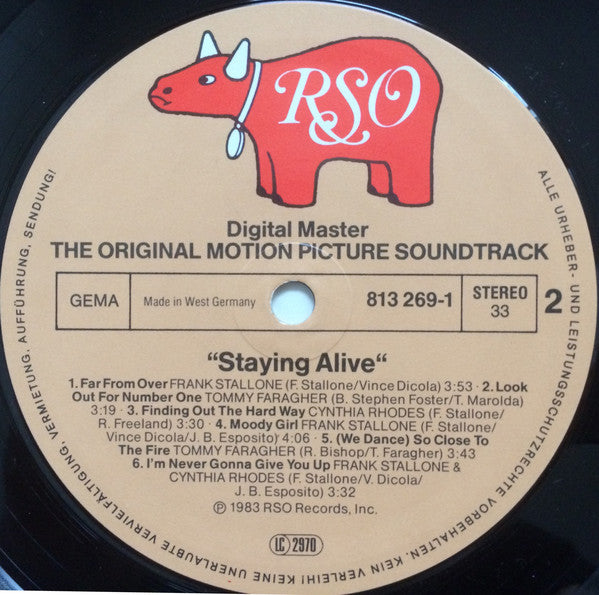 RSO
Digital Master
THE ORIGINAL MOTION PICTURE SOUNDTRACK
GEMA
Made in West Germany
813 269-1
STEREO
33
2
“Staying Alive“
1. Far From Over FRANK STALLONE (F. Stallone/Vince Dicola) 3:53 · 2. Look
Out For Number One TOMMY FARAGHER (B. Stephen Foster/T. Marolda)
3:19 · 3. Finding Out The Hard Way CYNTHIA RHODES (F. Stallone/
R. Freeland) 3:30 · 4. Moody Girl FRANK STALLONE (F. Stallone/
Vince Dicola/J. B. Esposito) 4:06 · 5. (We Dance) So Close To
The Fire TOMMY FARAGHER (R. Bishop/T. Faragher) 3:43
6. I'm Never Gonna Give You Up FRANK STALLONE &
CYNTHIA RHODES (F. Stallone/V. Dicola/
J. B. Esposito) 3:32
℗ 1983 RSO Records, Inc.
LC 2970
ALLE URHEBER- UND LEISTUNGSSCHUTZRECHTE VORBEHALTEN. KEIN VERLEIH! KEINE UNERLAUBTE VERVIELFÄLTIGUNG, VERMIETUNG, AUFFÜHRUNG, SENDUNG!